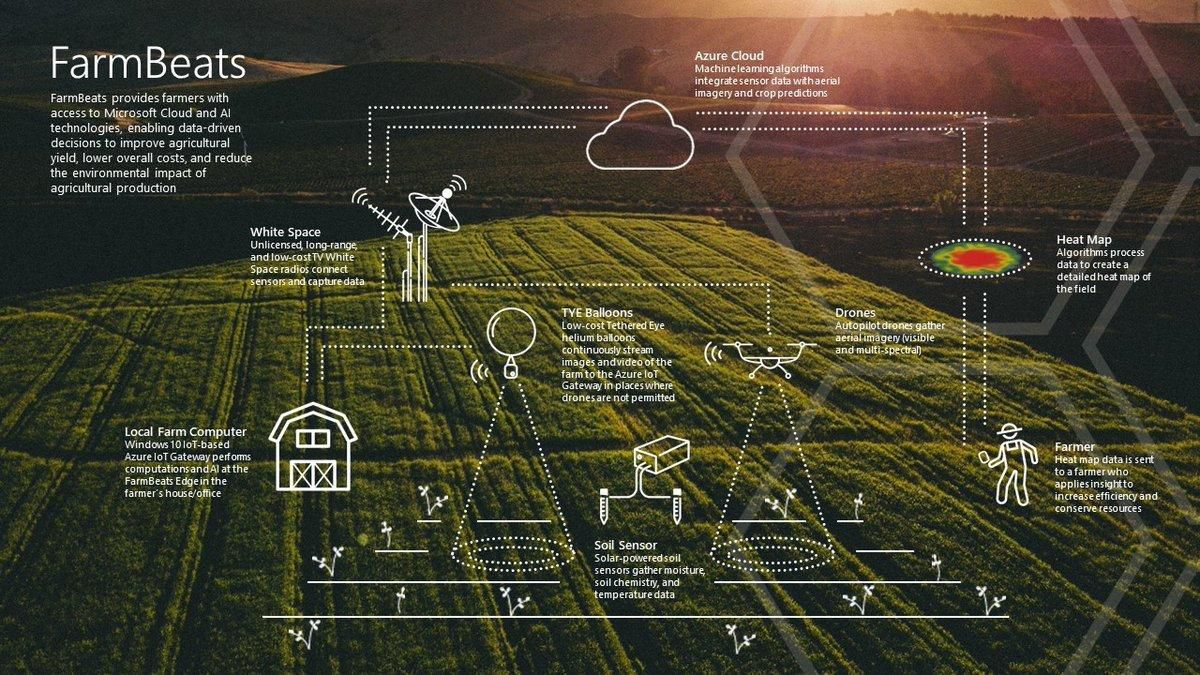 FarmBeats
FarmBeats provides farmers with
access to Microsoft Cloud and AI
technologies, enabling data-driven
decisions to improve agricultural
yield, lower overall costs, and reduce
the environmental impact of
agricultural production
Azure Cloud
Machine learning algorithms
integrate sensor data with aerial
imagery and crop predictions
White Space
Unlicensed, long-range,
and low-cost TV White
Space radios connect
sensors and capture data
Heat Map
Algorithms process
data to create a
detailed heat map of
the field
TYE Balloons
Low-cost Tethered Eye
helium balloons
continuously stream
images and video of the
farm to the Azure IoT
Gateway in places where
drones are not permitted
Drones
Autopilot drones gather
aerial imagery (visible
and multi-spectral)
Local Farm Computer
Windows 10 IoT-based
Azure IoT Gateway performs
computations and AI at the
FarmBeats Edge in the
farmer's house/office
Farmer
Heat map data is sent
to a farmer who
applies insight to
increase efficiency and
conserve resources
Soil Sensor
Solar-powered soil
sensors gather moisture,
soil chemistry, and
temperature data